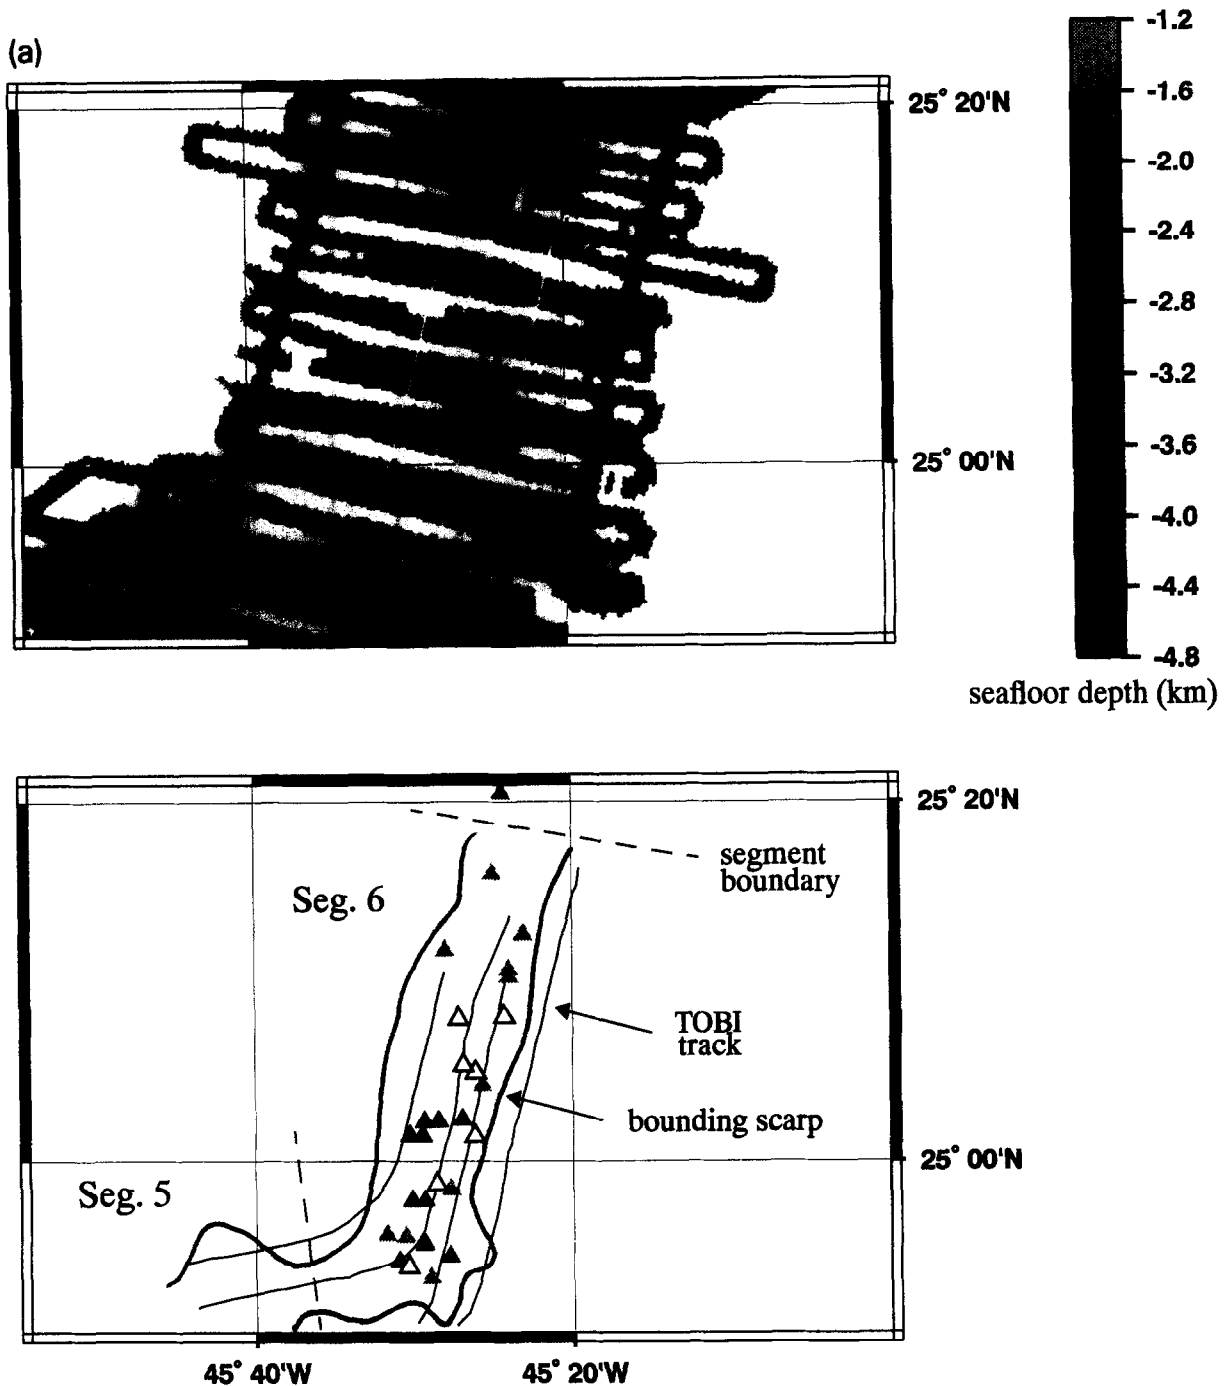 (a)
-1.2
-1.6
-2.0
-2.4
-2.8
-3.2
-3.6
-4.0
-4.4
-4.8
seafloor depth (km)
25° 20'N
25° 00'N
25° 20'N
segment
boundary
Seg. 6
TOBI
track
bounding scarp
25° 00'N
Seg. 5
45° 40'W
45° 20'W